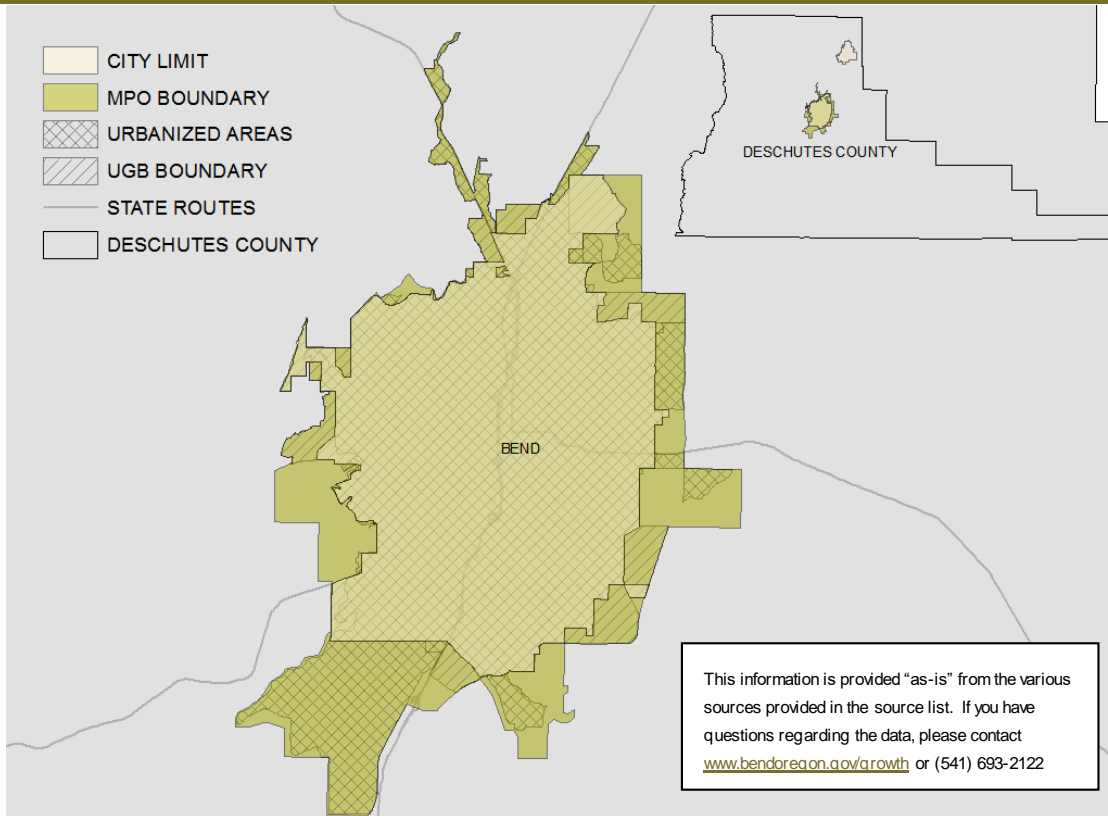 CITY LIMIT
MPO BOUNDARY
URBANIZED AREAS
UGB BOUNDARY
STATE ROUTES
DESCHUTES COUNTY
DESCHUTES COUNTY
BEND
This information is provided “as-is” from the various
sources provided in the source list.  If you have
questions regarding the data, please contact
www.bendoregon.gov/growth or (541) 693-2122